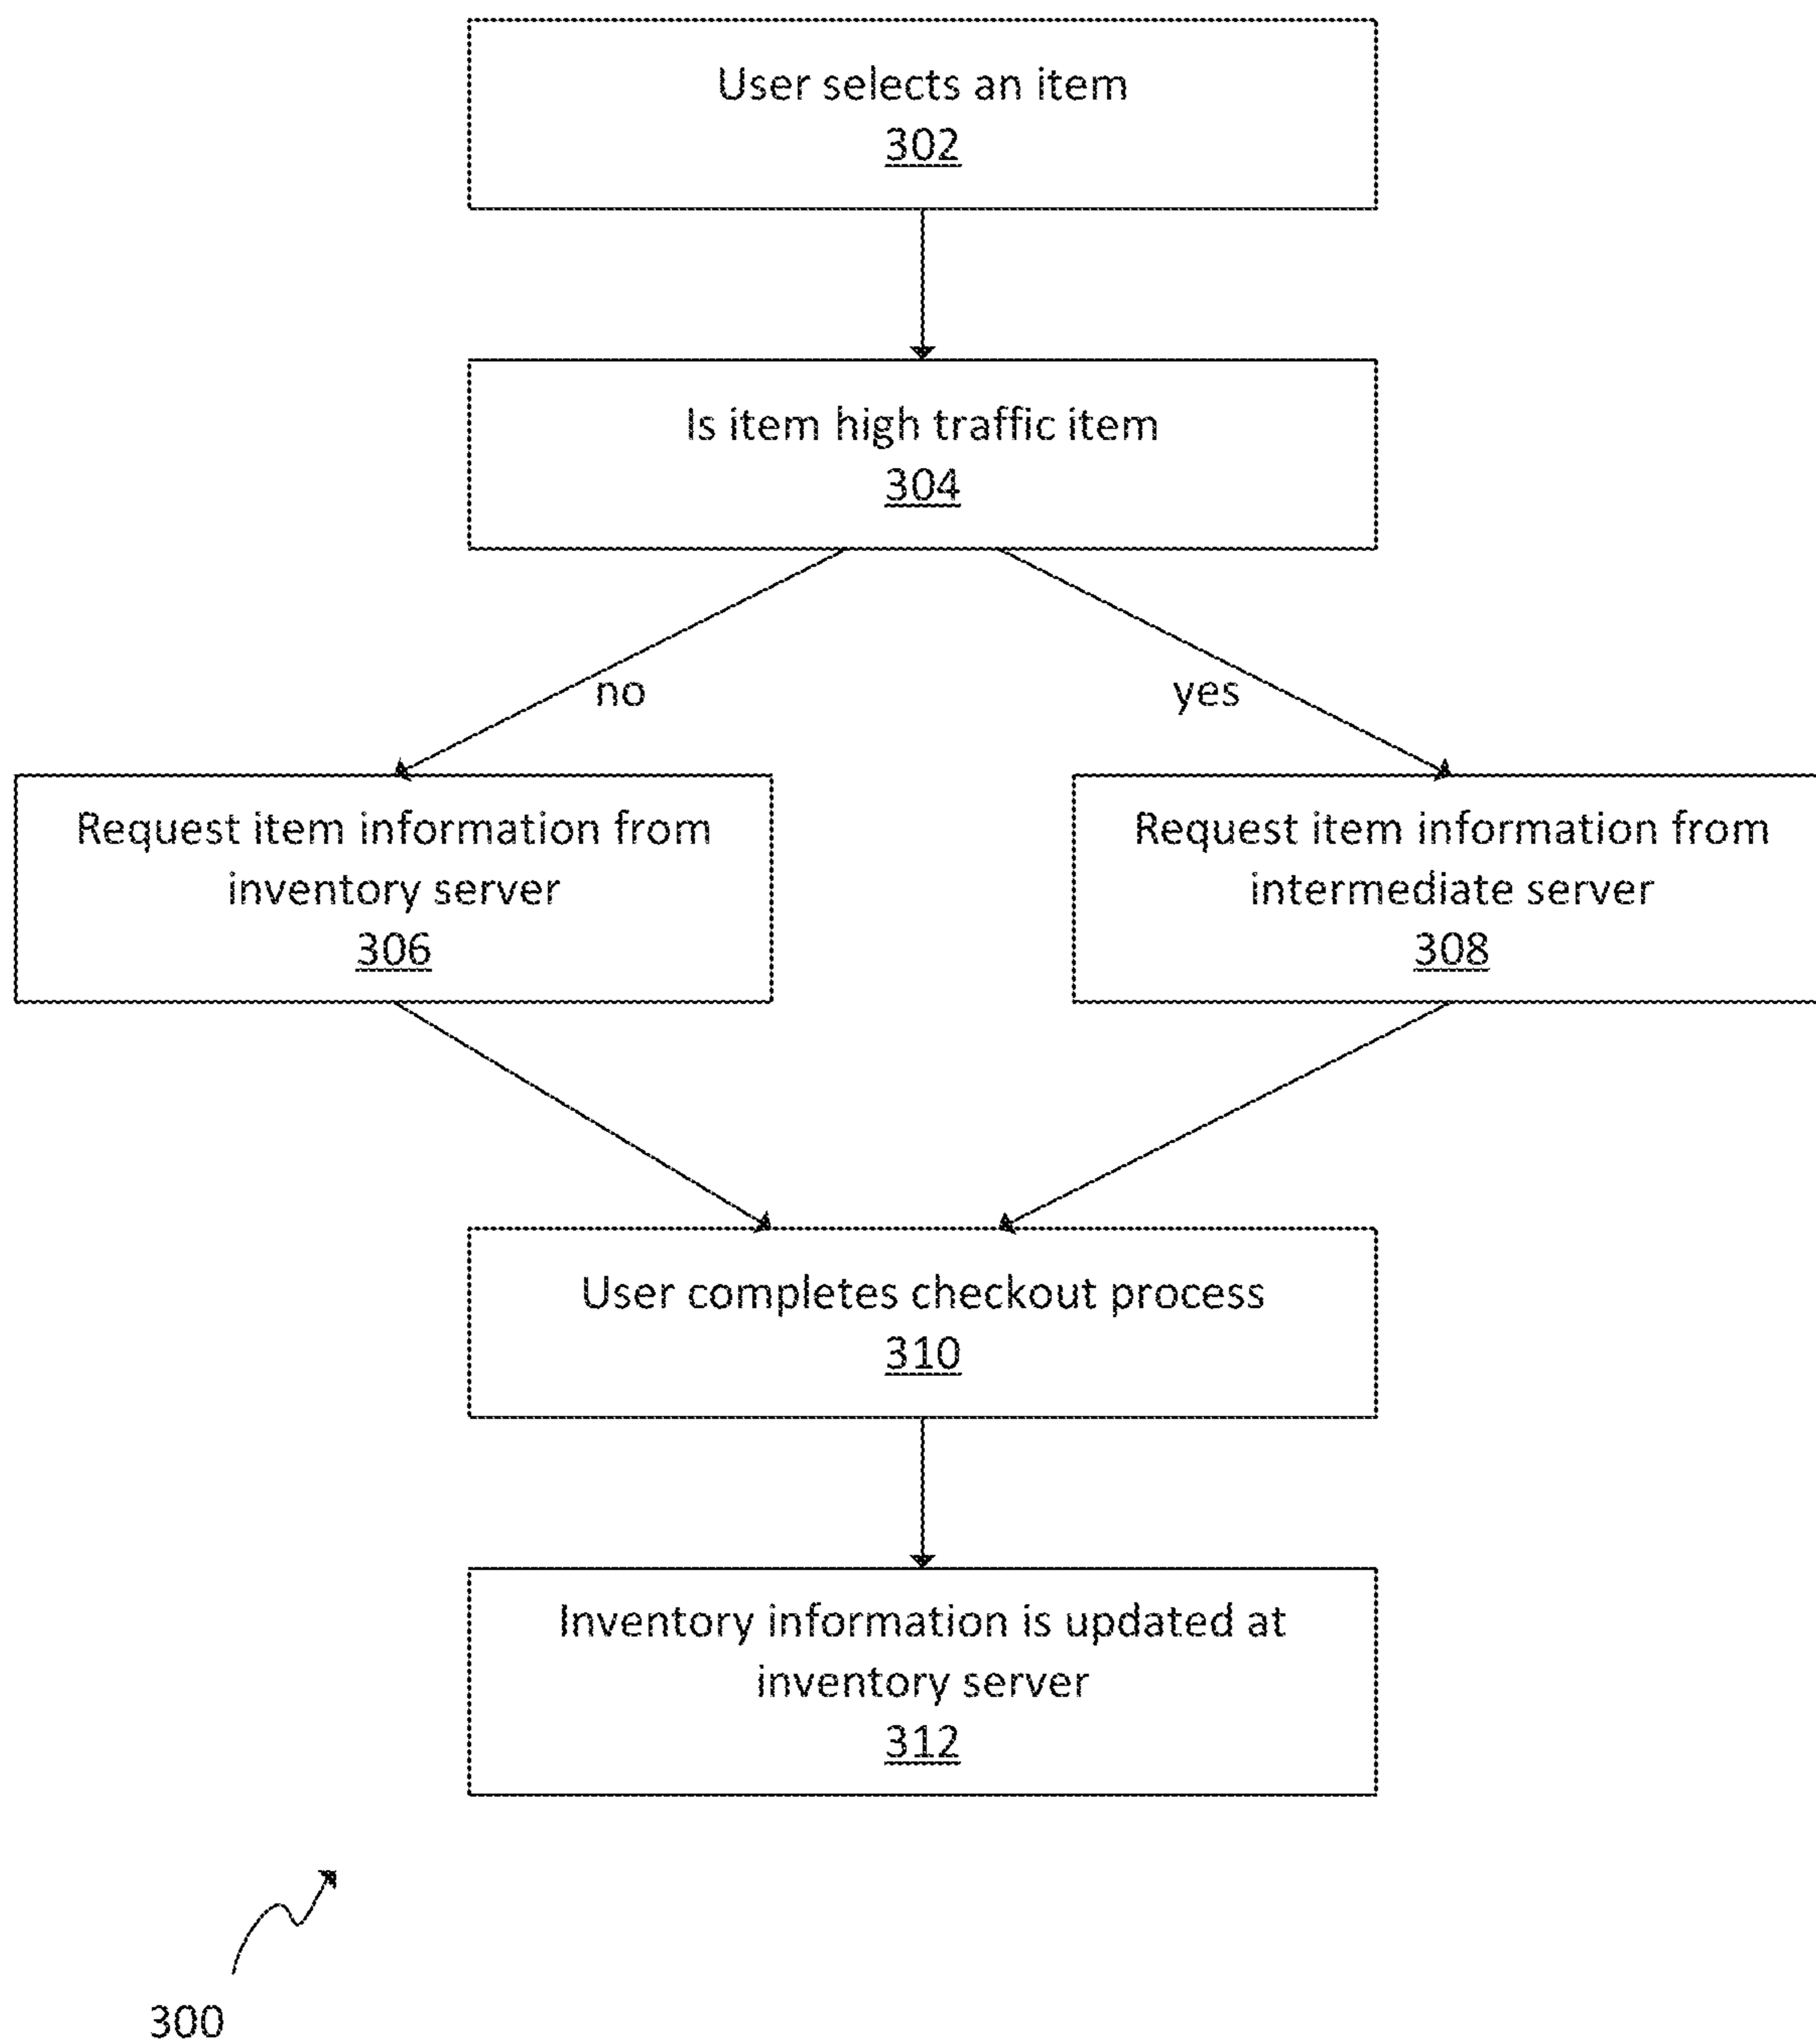 User selects an item
302
Is item high traffic item
304
no
yes
Request item information from
inventory server
306
Request item information from
intermediate server
308
User completes checkout process
310
Inventory information is updated at
inventory server
312
300